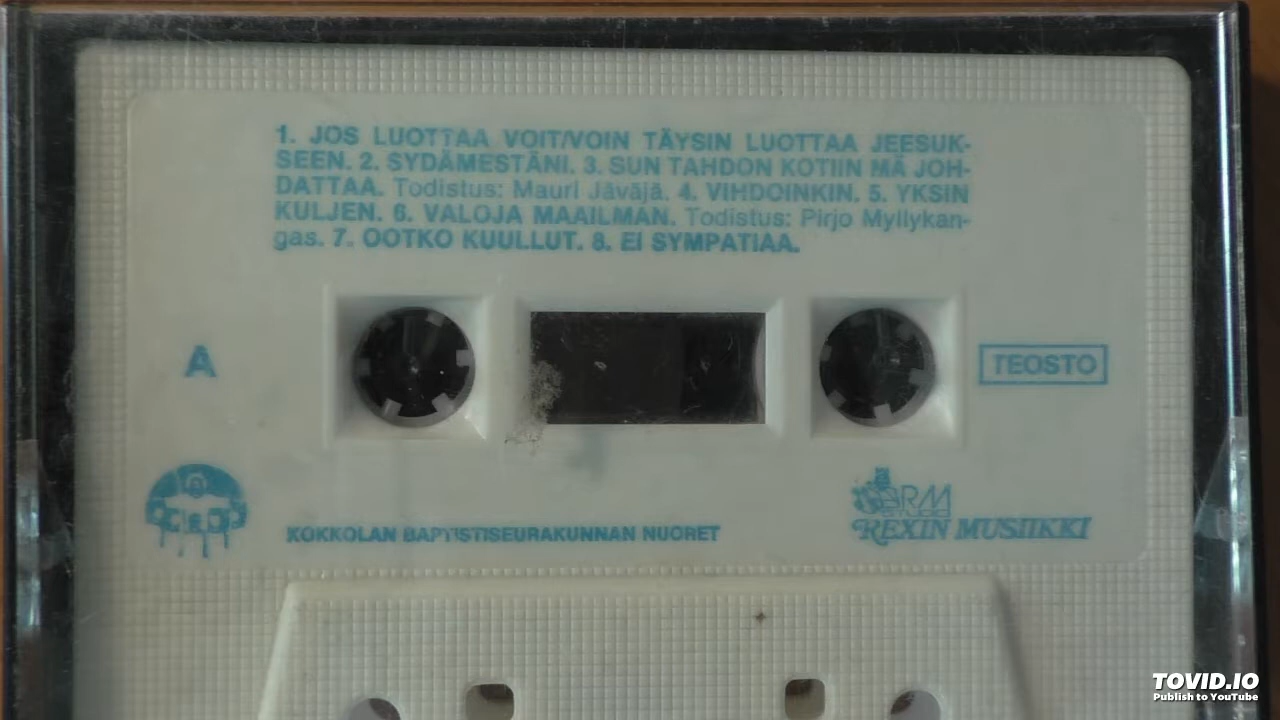 1. JOS LUOTTAA VOIT/VOIN TÄYSIN LUOTTAA JEESUK-
SEEN. 2. SYDÄMESTÄNI. 3. SUN TAHDON KOTIIN MÄ JOH-
DATTAA. Todistus: Mauri Jäväjä. 4. VIHDOINKIN. 5. YKSIN
KULJEN. 6. VALOJA MAAILMAN. Todistus: Pirjo Myllykan-
gas. 7. OOTKO KUULLUT. 8. EI SYMPATIAA.
A
TEOSTO
RM
KOKKOLAN BAPTISTISEURAKUNNAN NUORET
REXIN MUSIIKKI
TOVID.IO
Publish to YouTube